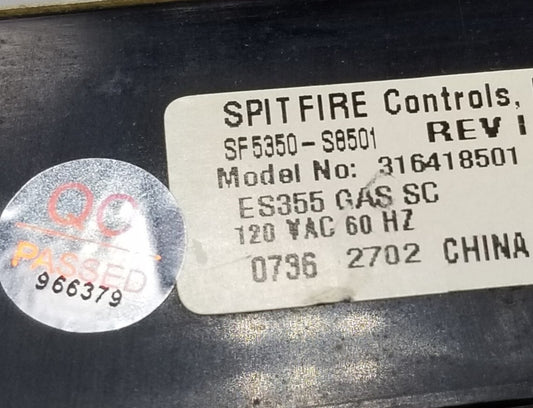 SPITFIRE Controls,
SF5350-S8501 REV
Model No: 316418501
ES355 GAS SC
120 VAC 60 HZ
0736 2702 CHINA
QC
PASSED
966379